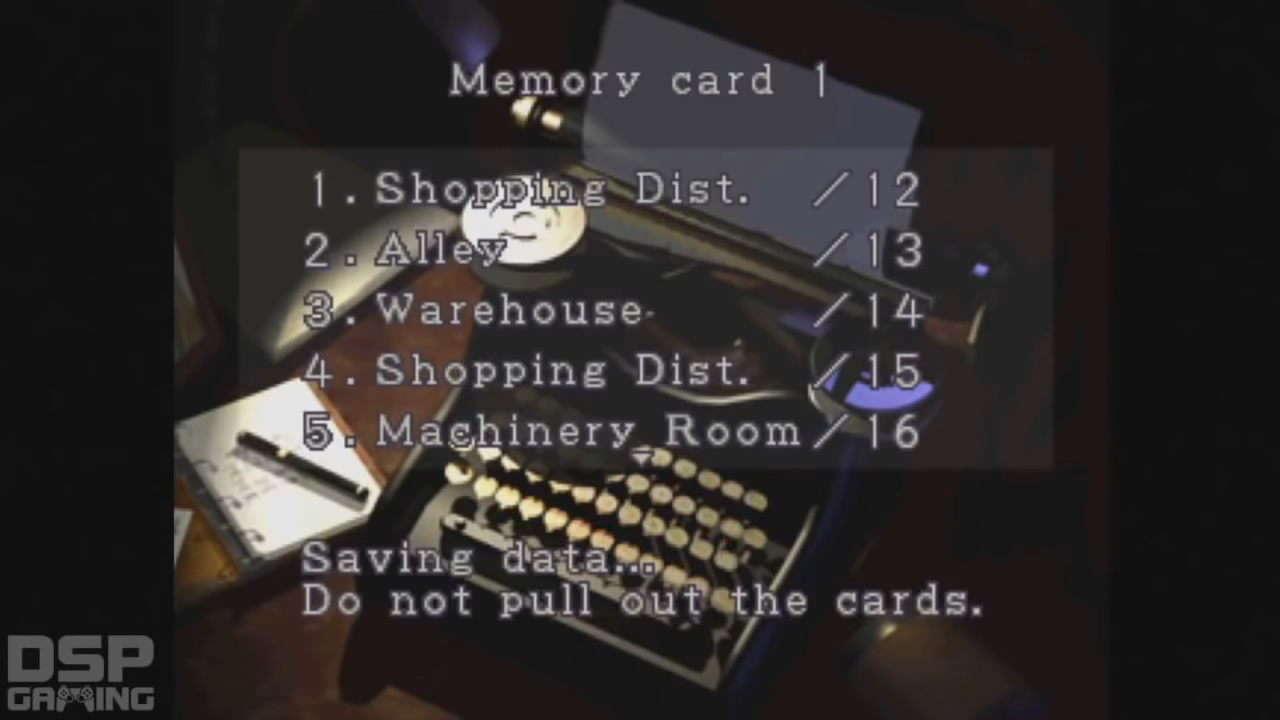 Memory card 1
1. Shopping Dist. /12
2. Alley /13
3. Warehouse /14
4. Shopping Dist. /15
5. Machinery Room /16
Saving data...
Do not pull out the cards.
DSP
GAMING